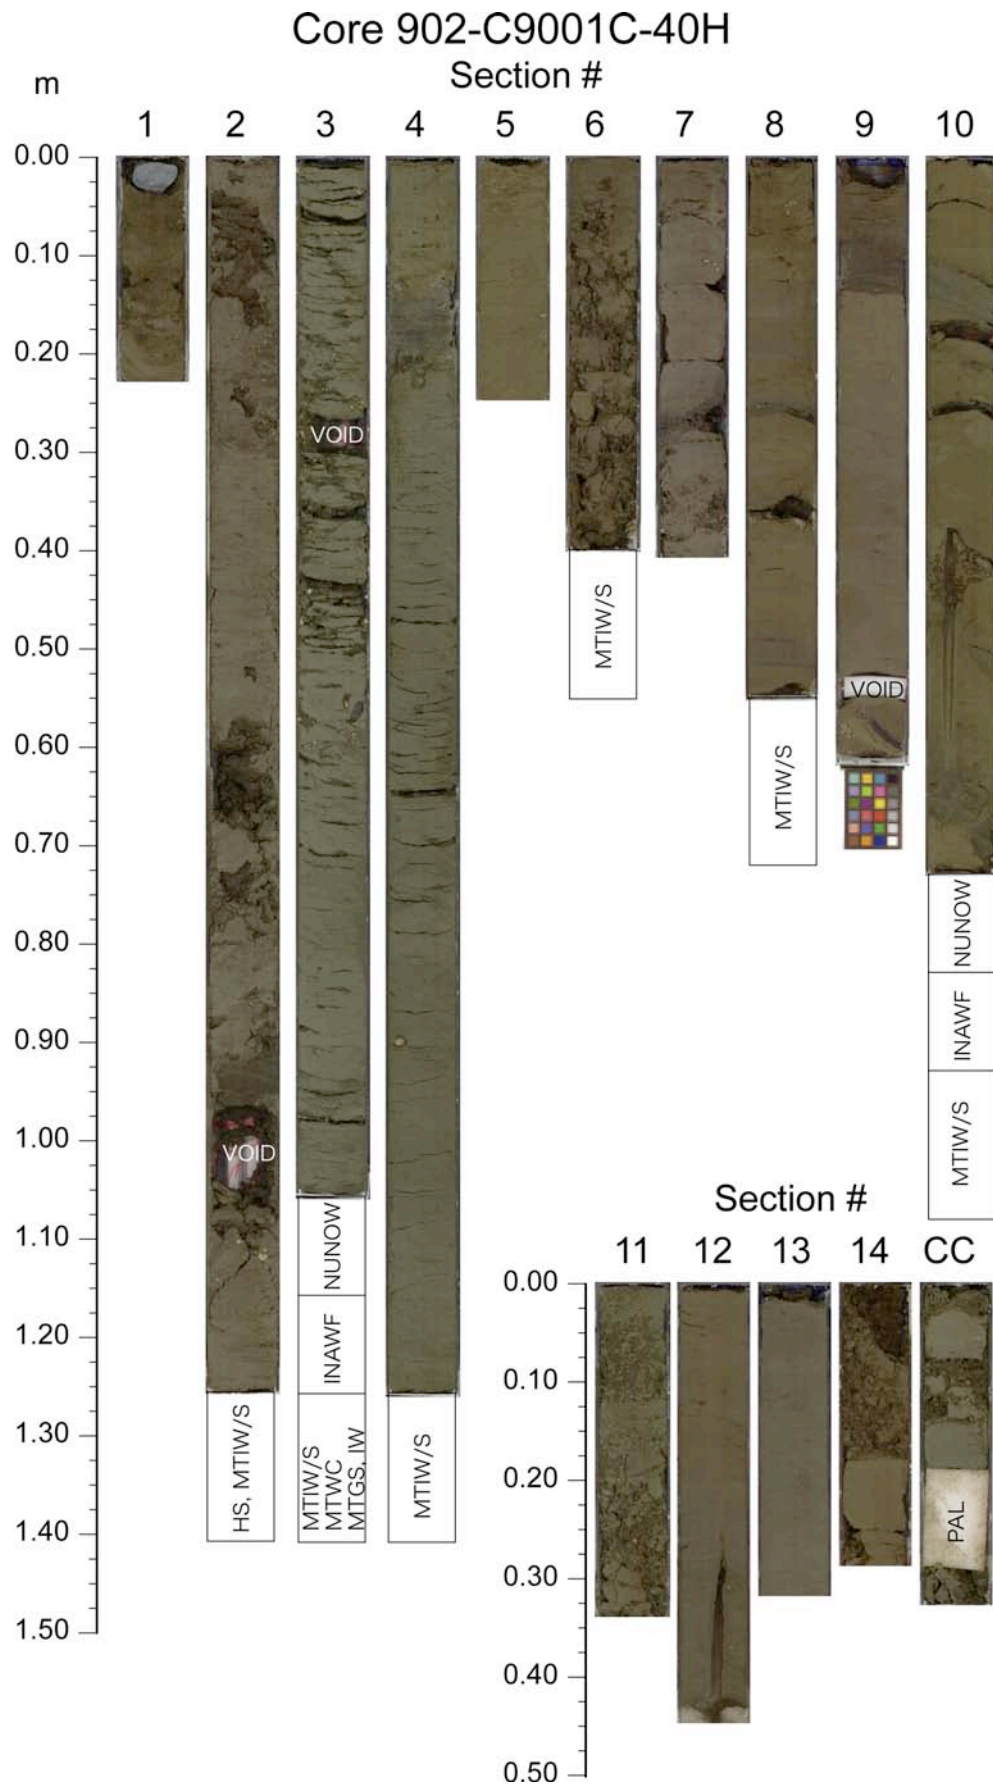 Core 902-C9001C-40H
Section #
m
1 2 3 4 5 6 7 8 9 10
0.00
0.10
0.20
0.30
0.40
0.50
0.60
0.70
0.80
0.90
1.00
1.10
1.20
1.30
1.40
1.50
VOID
HS, MTIW/S
VOID
NUNOW
INAWF
MTIW/S
MTWC
MTGS, IW
MTIW/S
MTIW/S
MTIW/S
VOID
NUNOW
INAWF
MTIW/S
Section #
11 12 13 14 CC
0.00
0.10
0.20
0.30
0.40
0.50
PAL